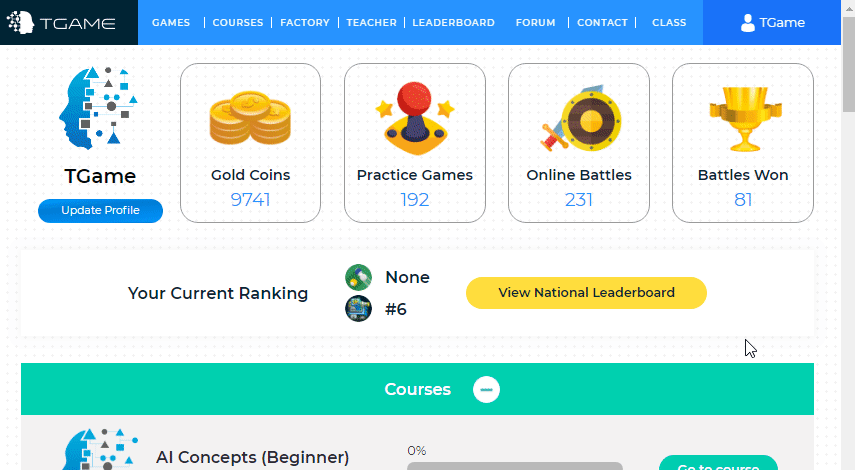 TGAME
GAMES | COURSES | FACTORY | TEACHER | LEADERBOARD FORUM | CONTACT | CLASS
TGame
TGame
Update Profile
Gold Coins
9741
Practice Games
192
Online Battles
231
Battles Won
81
Your Current Ranking
None
#6
View National Leaderboard
Courses
AI Concepts (Beginner)
0%
Go to course